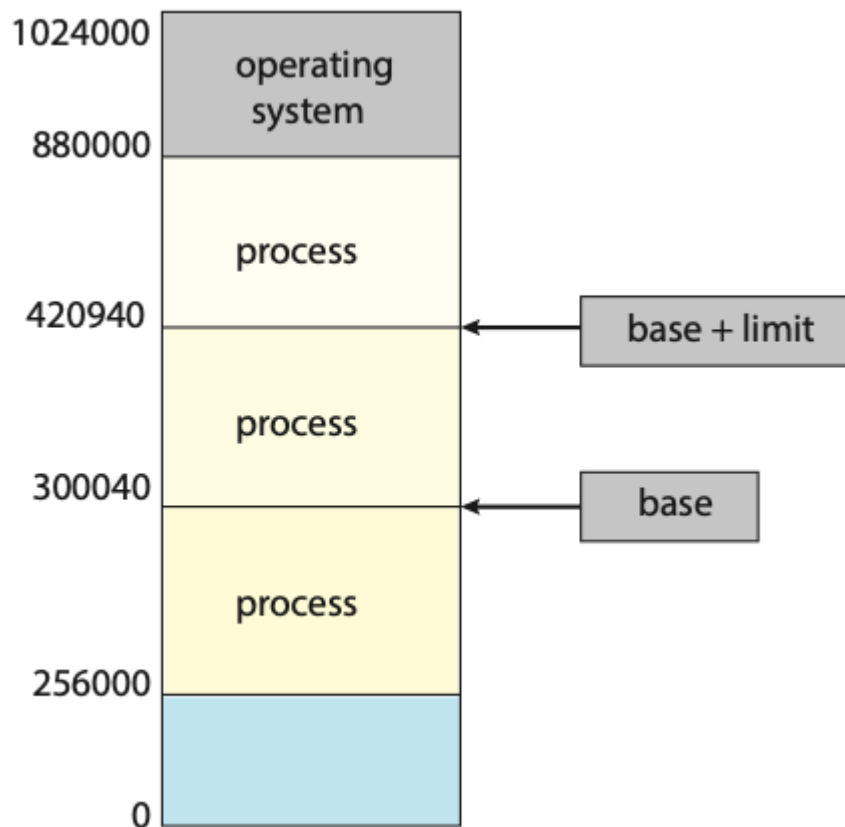 1024000
operating
system
880000
process
420940
base + limit
process
300040
base
process
256000
0